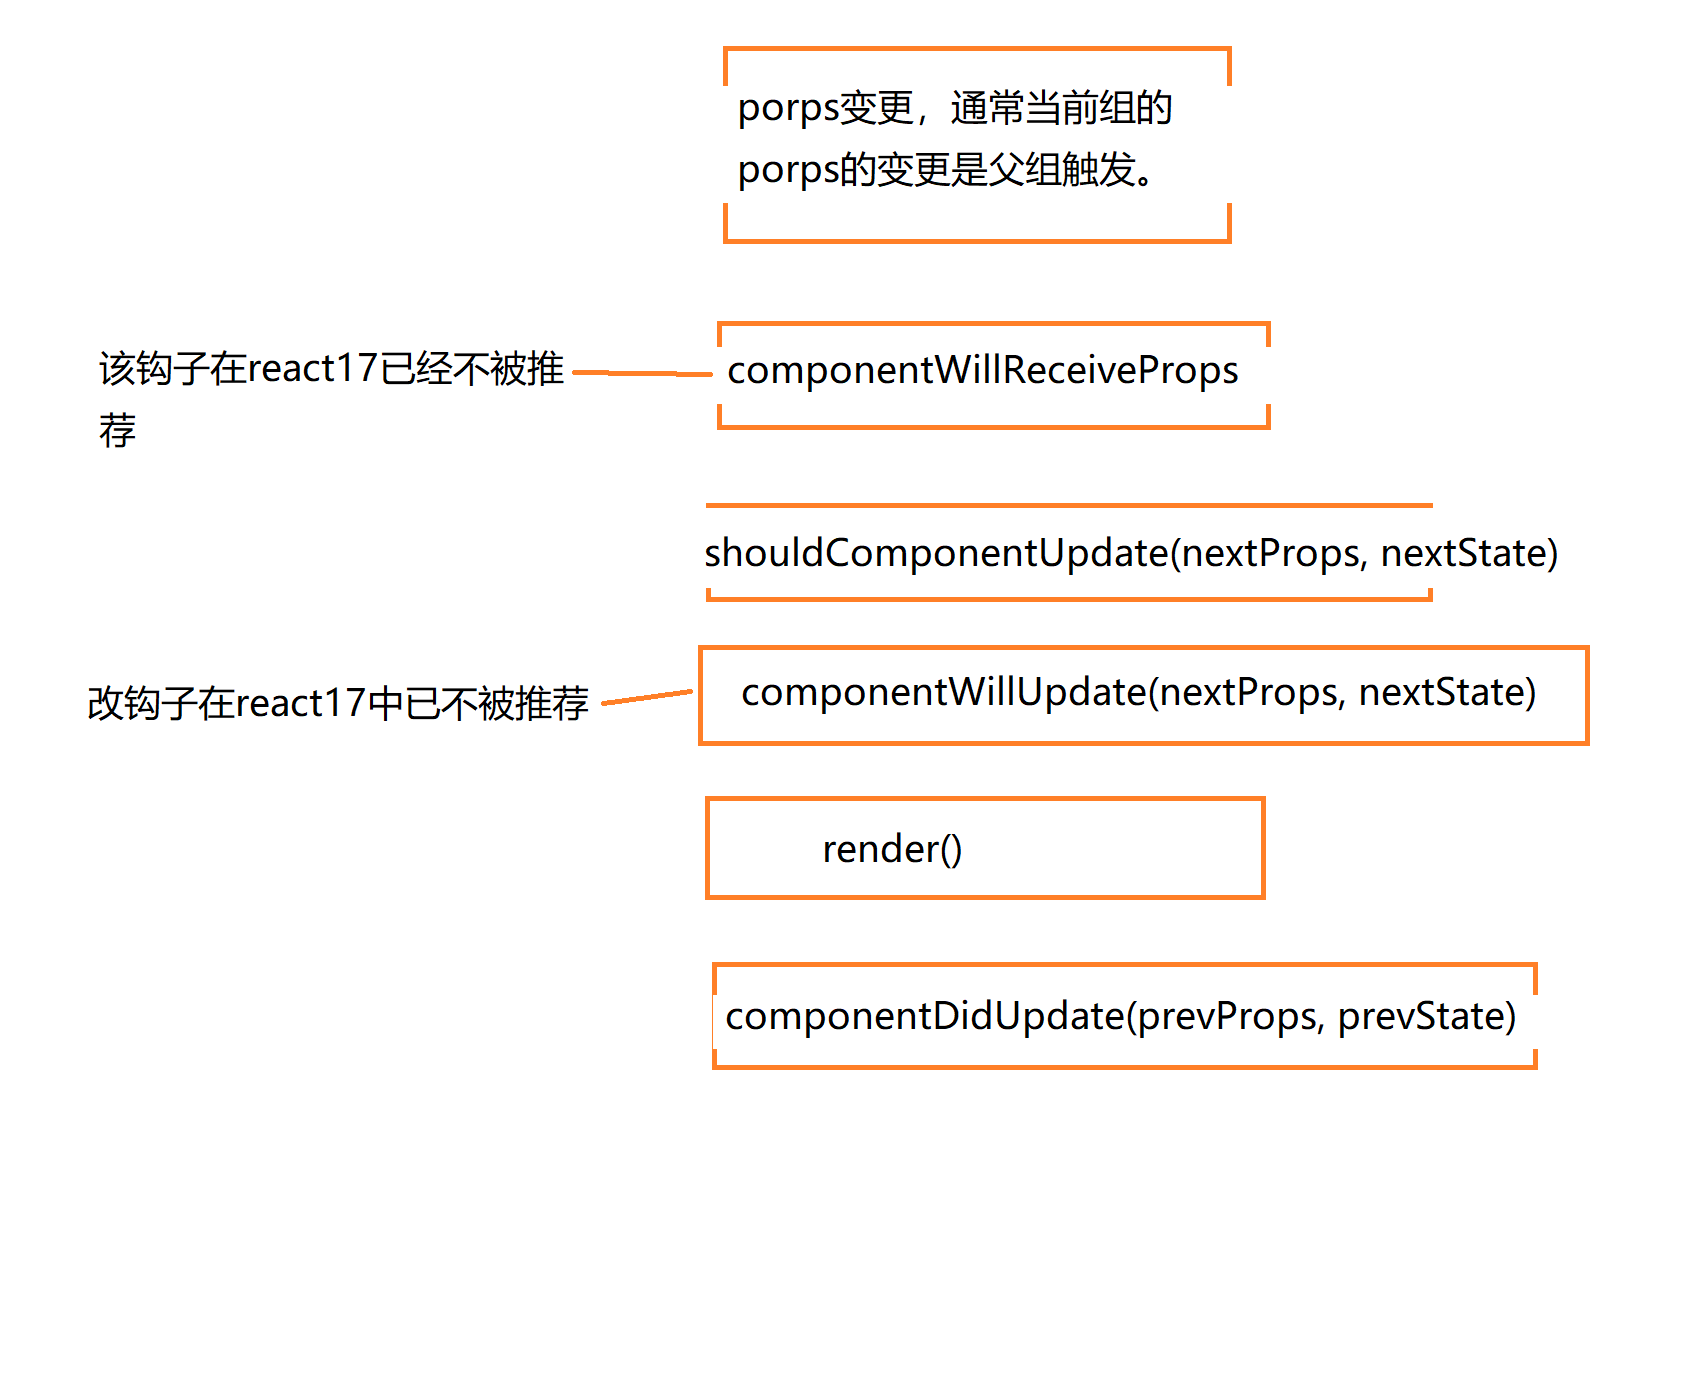 porps变更，通常当前组的
porps的变更是父组触发。
该钩子在react17已经不被推
荐
componentWillReceiveProps
shouldComponentUpdate(nextProps, nextState)
改钩子在react17中已不被推荐
componentWillUpdate(nextProps, nextState)
render()
componentDidUpdate(prevProps, prevState)